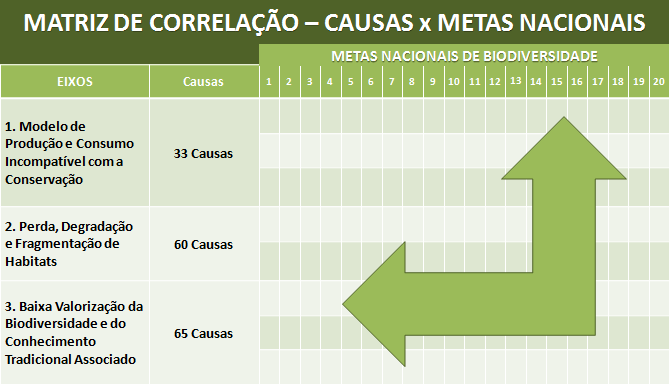 MATRIZ DE CORRELAÇÃO – CAUSAS x METAS NACIONAIS
METAS NACIONAIS DE BIODIVERSIDADE
EIXOS Causas 1 2 3 4 5 6 7 8 9 10 11 12 13 14 15 16 17 18 19 20
1. Modelo de
Produção e Consumo
Incompatível com a
Conservação
33 Causas
2. Perda, Degradação
e Fragmentação de
Habitats
60 Causas
3. Baixa Valorização da
Biodiversidade e do
Conhecimento
Tradicional Associado
65 Causas